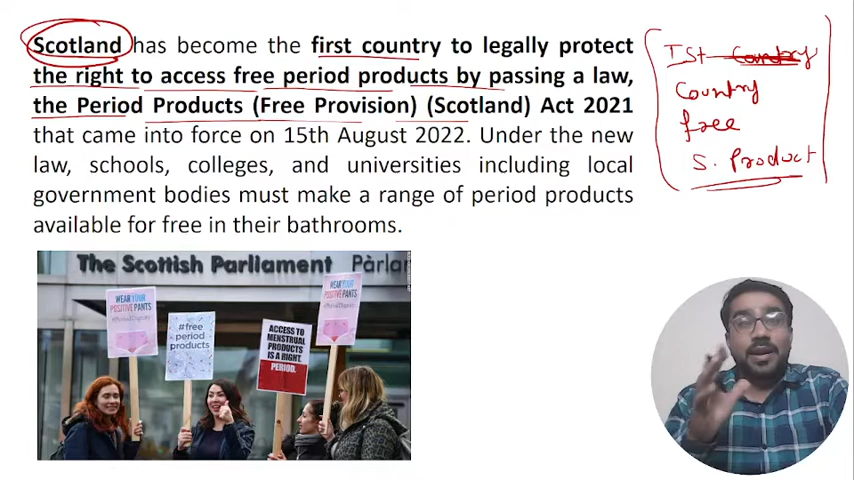 Scotland has become the first country to legally protect
the right to access free period products by passing a law,
the Period Products (Free Provision) (Scotland) Act 2021
that came into force on 15th August 2022. Under the new
law, schools, colleges, and universities including local
government bodies must make a range of period products
available for free in their bathrooms.
Ist Country
Country
free
S. Product
The Scottish Parliament Pàrla
WEAR YOUR
POSITIVE PANTS
#PeriodDignity
#free
period
products
ACCESS TO
MENSTRUAL
PRODUCTS
IS A RIGHT.
PERIOD.
WEAR YOUR
POSITIVE PANTS